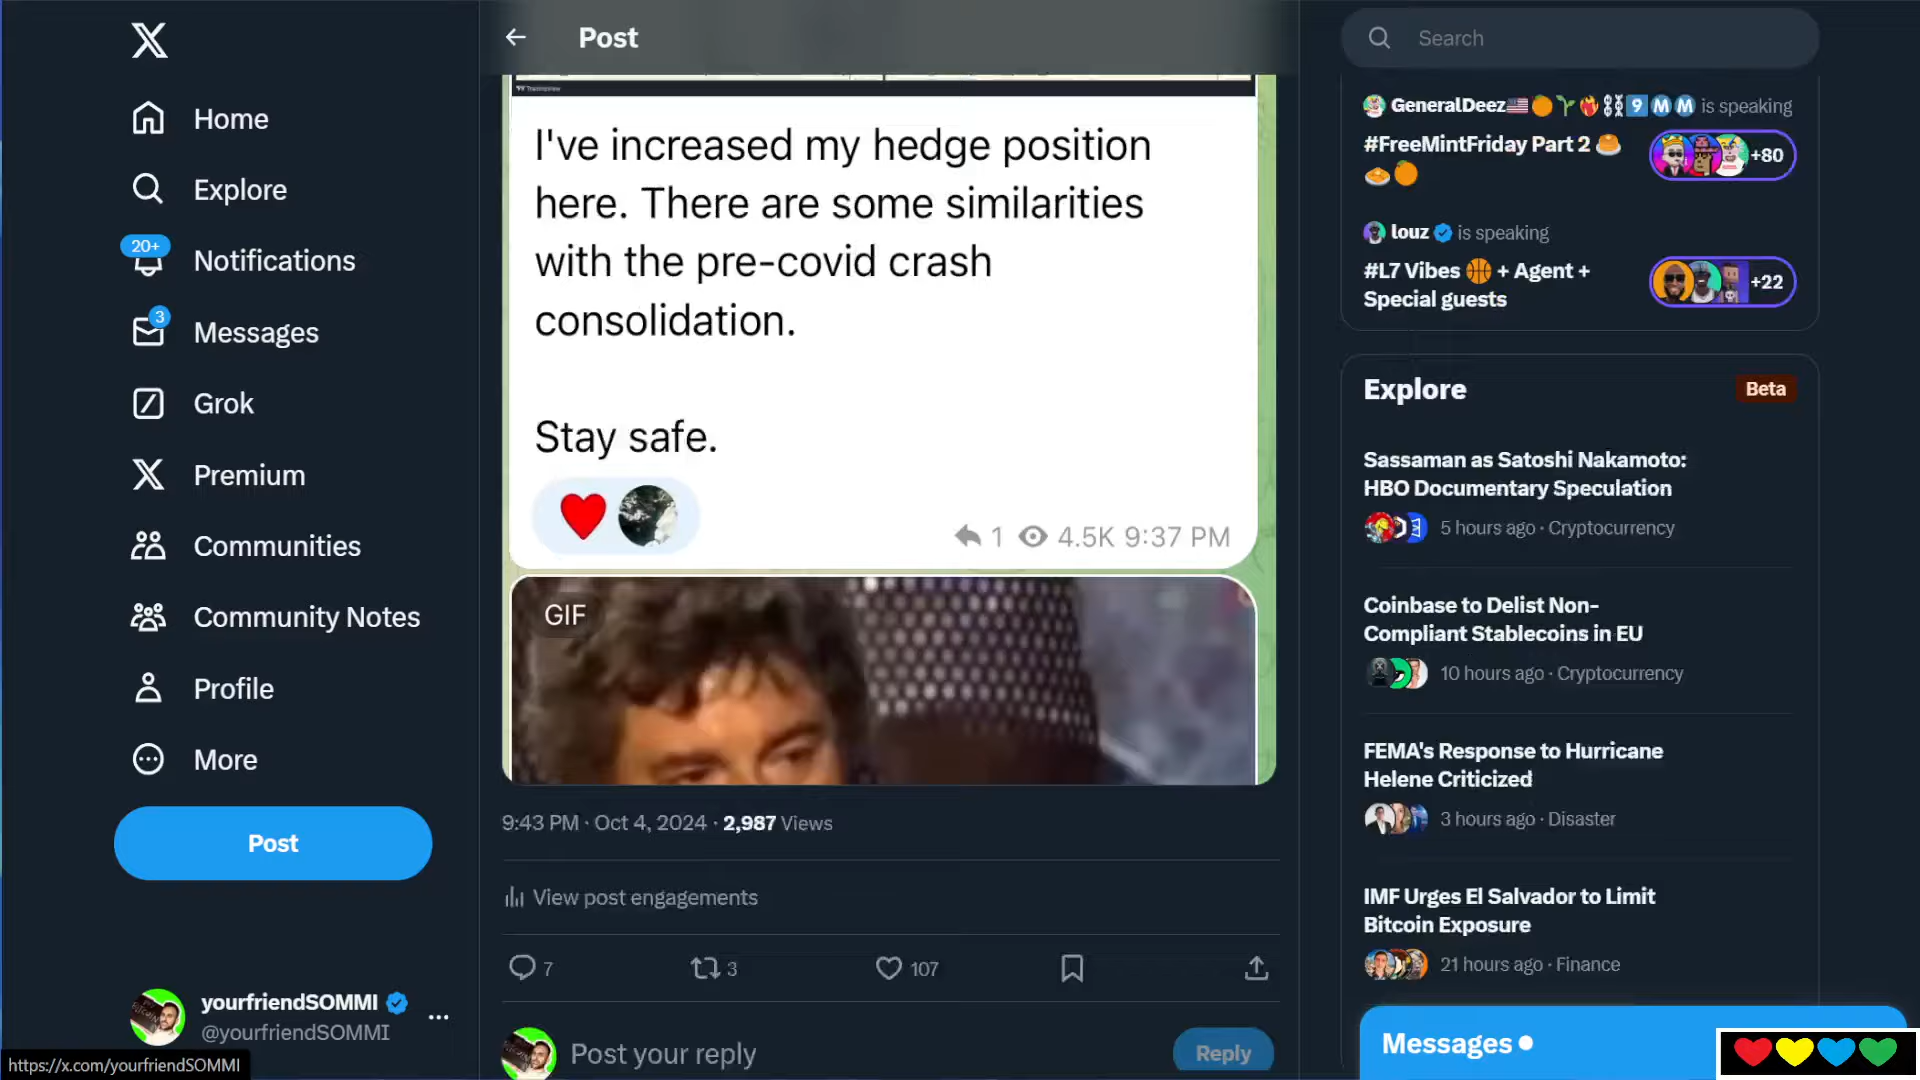 Home
Explore
20+
Notifications
3
Messages
Grok
Premium
Communities
Community Notes
Profile
More
Post
yourfriendSOMMI
@yourfriendSOMMI
https://x.com/yourfriendSOMMI
Post
TradingView
I've increased my hedge position
here. There are some similarities
with the pre-covid crash
consolidation.
Stay safe.
1 4.5K 9:37 PM
GIF
9:43 PM · Oct 4, 2024 · 2,987 Views
View post engagements
7 3 107
Post your reply
Reply
Search
GeneralDeez 9 M M is speaking
#FreeMintFriday Part 2
+80
louz is speaking
#L7 Vibes + Agent +
Special guests
+22
Explore
Beta
Sassaman as Satoshi Nakamoto:
HBO Documentary Speculation
5 hours ago · Cryptocurrency
Coinbase to Delist Non-
Compliant Stablecoins in EU
10 hours ago · Cryptocurrency
FEMA's Response to Hurricane
Helene Criticized
3 hours ago · Disaster
IMF Urges El Salvador to Limit
Bitcoin Exposure
21 hours ago · Finance
Messages